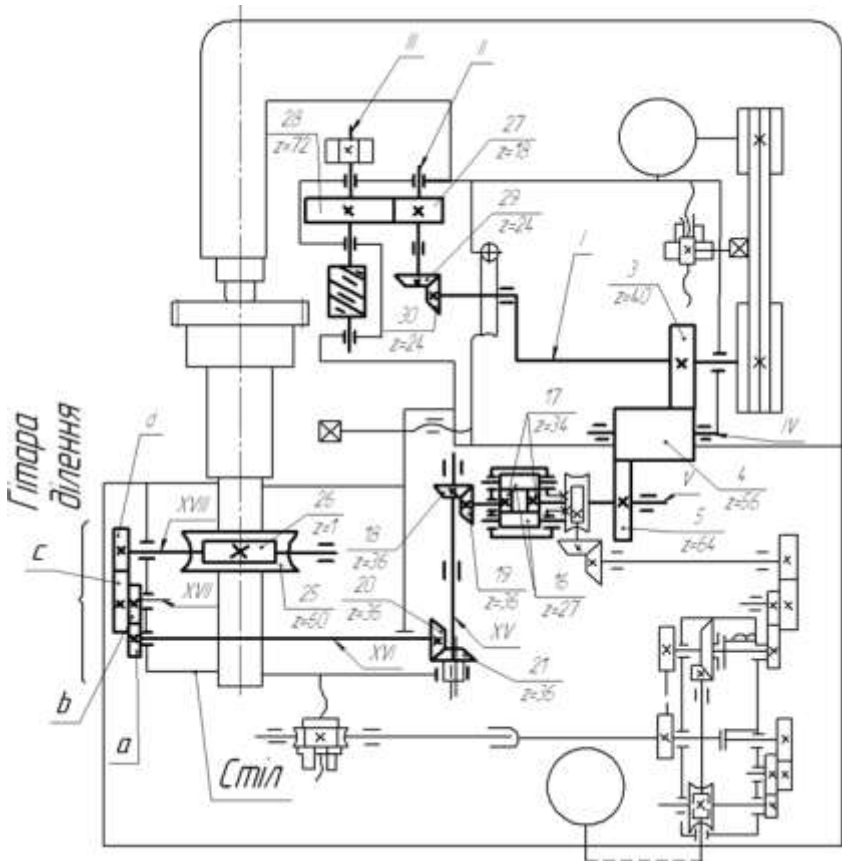 III
II
28
z=72
27
z=18
29
z=24
I
3
z=40
30
z=24
17
z=34
IV
V
4
z=56
5
z=64
Гітара
ділення
d
XVIII
26
z=1
18
z=36
19
z=36
16
z=27
c
XVII
25
z=60
20
z=36
XV
XVI
21
z=36
b
a
Стіл